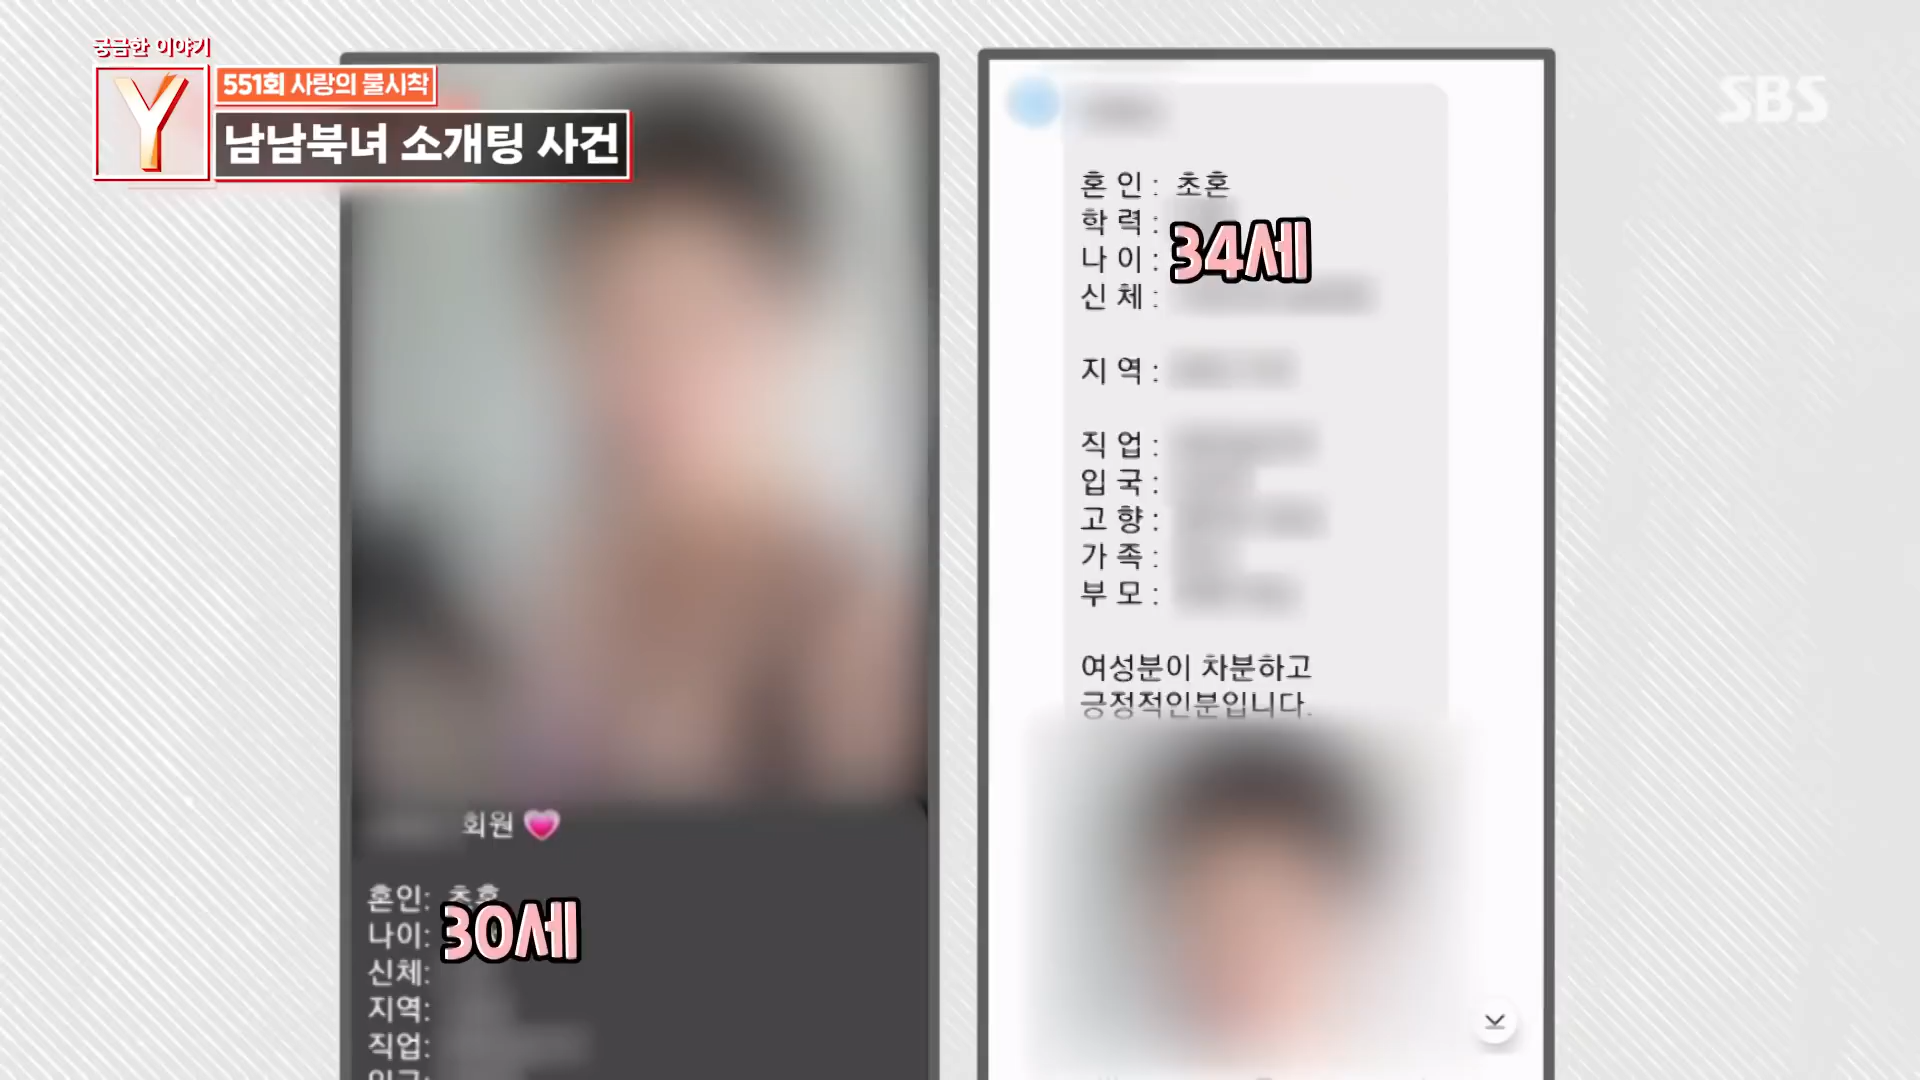 궁금한 이야기
Y
551회 사랑의 불시착
남남북녀 소개팅 사건
SBS
회원
혼인: 초혼
나이: 30세
신체:
지역:
직업:
혼 인 : 초혼
학 력 :
나 이 : 34세
신 체 :
지 역 :
직 업 :
입 국 :
고 향 :
가 족 :
부 모 :
여성분이 차분하고
긍정적인분입니다.